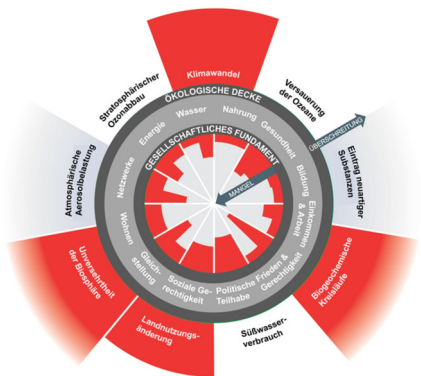 Klimawandel
ÖKOLOGISCHE DECKE
Stratosphärischer
Ozonabbau
Versauerung
der Ozeane
ÜBERSCHREITUNG
Atmosphärische
Aerosolbelastung
Eintrag neuartiger
Substanzen
Energie
Wasser
Nahrung
Gesundheit
Bildung
Einkommen
& Arbeit
Frieden &
Gerechtigkeit
Politische
Teilhabe
Soziale Ge-
rechtigkeit
Gleich-
stellung
Wohnen
Netzwerke
GESELLSCHAFTLICHES FUNDAMENT
MANGEL
Unversehrtheit
der Biosphäre
Biogeochemische
Kreisläufe
Landnutzungs-
änderung
Süßwasser-
verbrauch